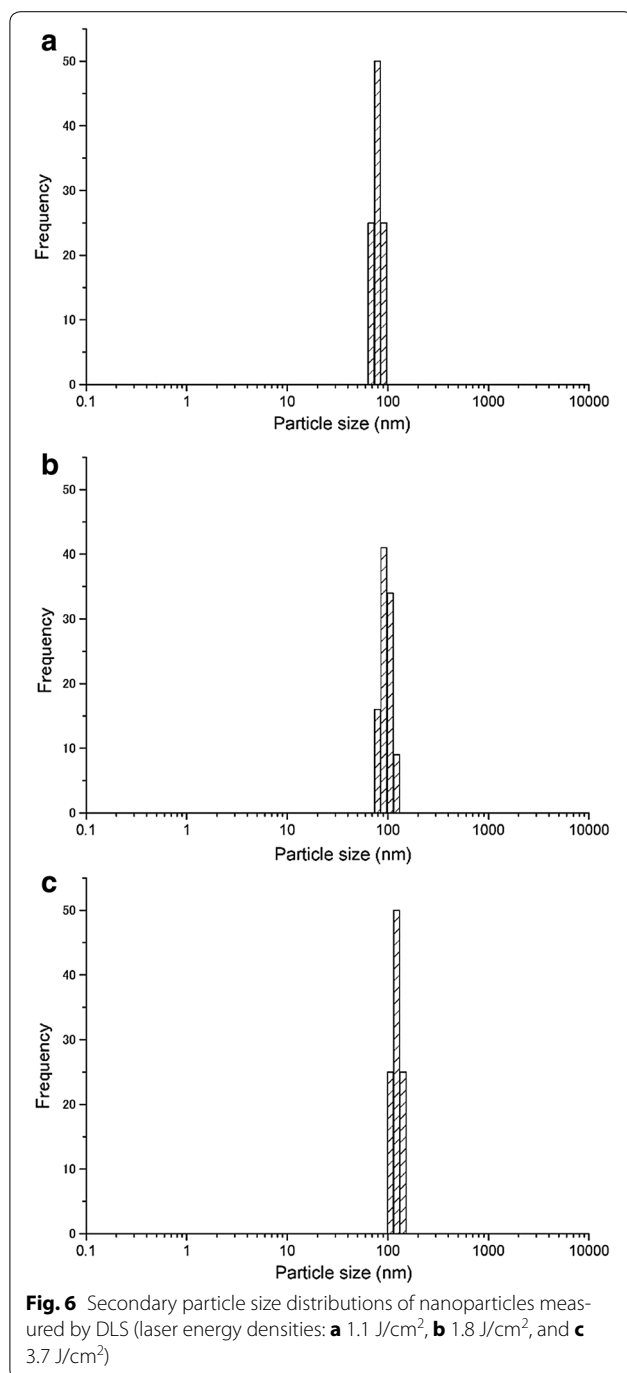 a
50
40
30
20
10
0
Frequency
0.1 1 10 100 1000 10000
Particle size (nm)
b
50
40
30
20
10
0
Frequency
0.1 1 10 100 1000 10000
Particle size (nm)
c
50
40
30
20
10
0
Frequency
0.1 1 10 100 1000 10000
Particle size (nm)
Fig. 6 Secondary particle size distributions of nanoparticles meas-
ured by DLS (laser energy densities: a 1.1 J/cm², b 1.8 J/cm², and c
3.7 J/cm²)